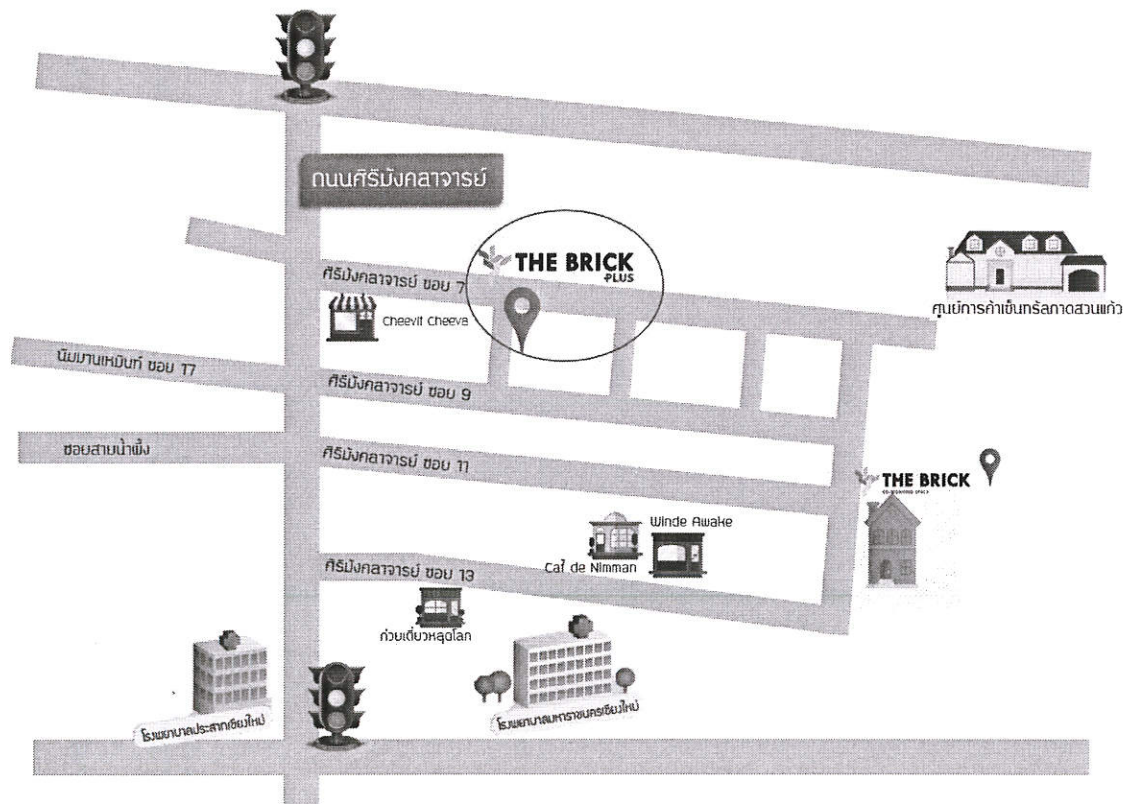 ถนนศิริมังคลาจารย์
THE BRICK
PLUS
ศิริมังคลาจารย์ ซอย 7
Cheevit Cheeva
ศูนย์การค้าเซ็นทรัลกาดสวนแก้ว
นิมมานเหมินท์ ซอย 17
ศิริมังคลาจารย์ ซอย 9
ซอยสายน้ำผึ้ง
ศิริมังคลาจารย์ ซอย 11
THE BRICK
CO-WORKING SPACE
Winde Awake
Caf de Nimman
ศิริมังคลาจารย์ ซอย 13
ก๋วยเตี๋ยวหลุดโลก
โรงพยาบาลประสาทเชียงใหม่
โรงพยาบาลมหาราชนครเชียงใหม่